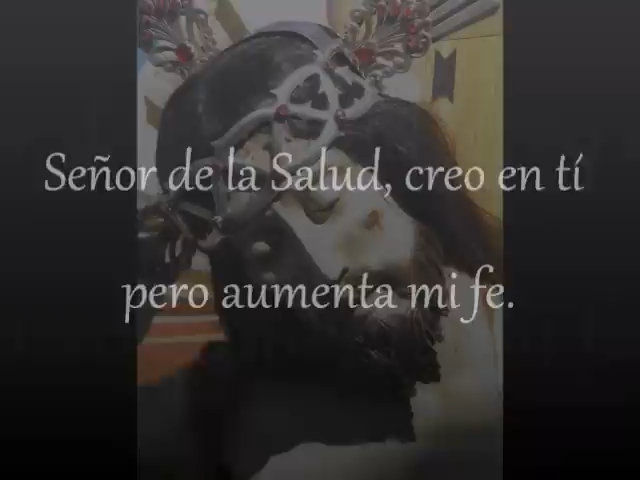 Señor de la Salud, creo en tí
pero aumenta mi fe.